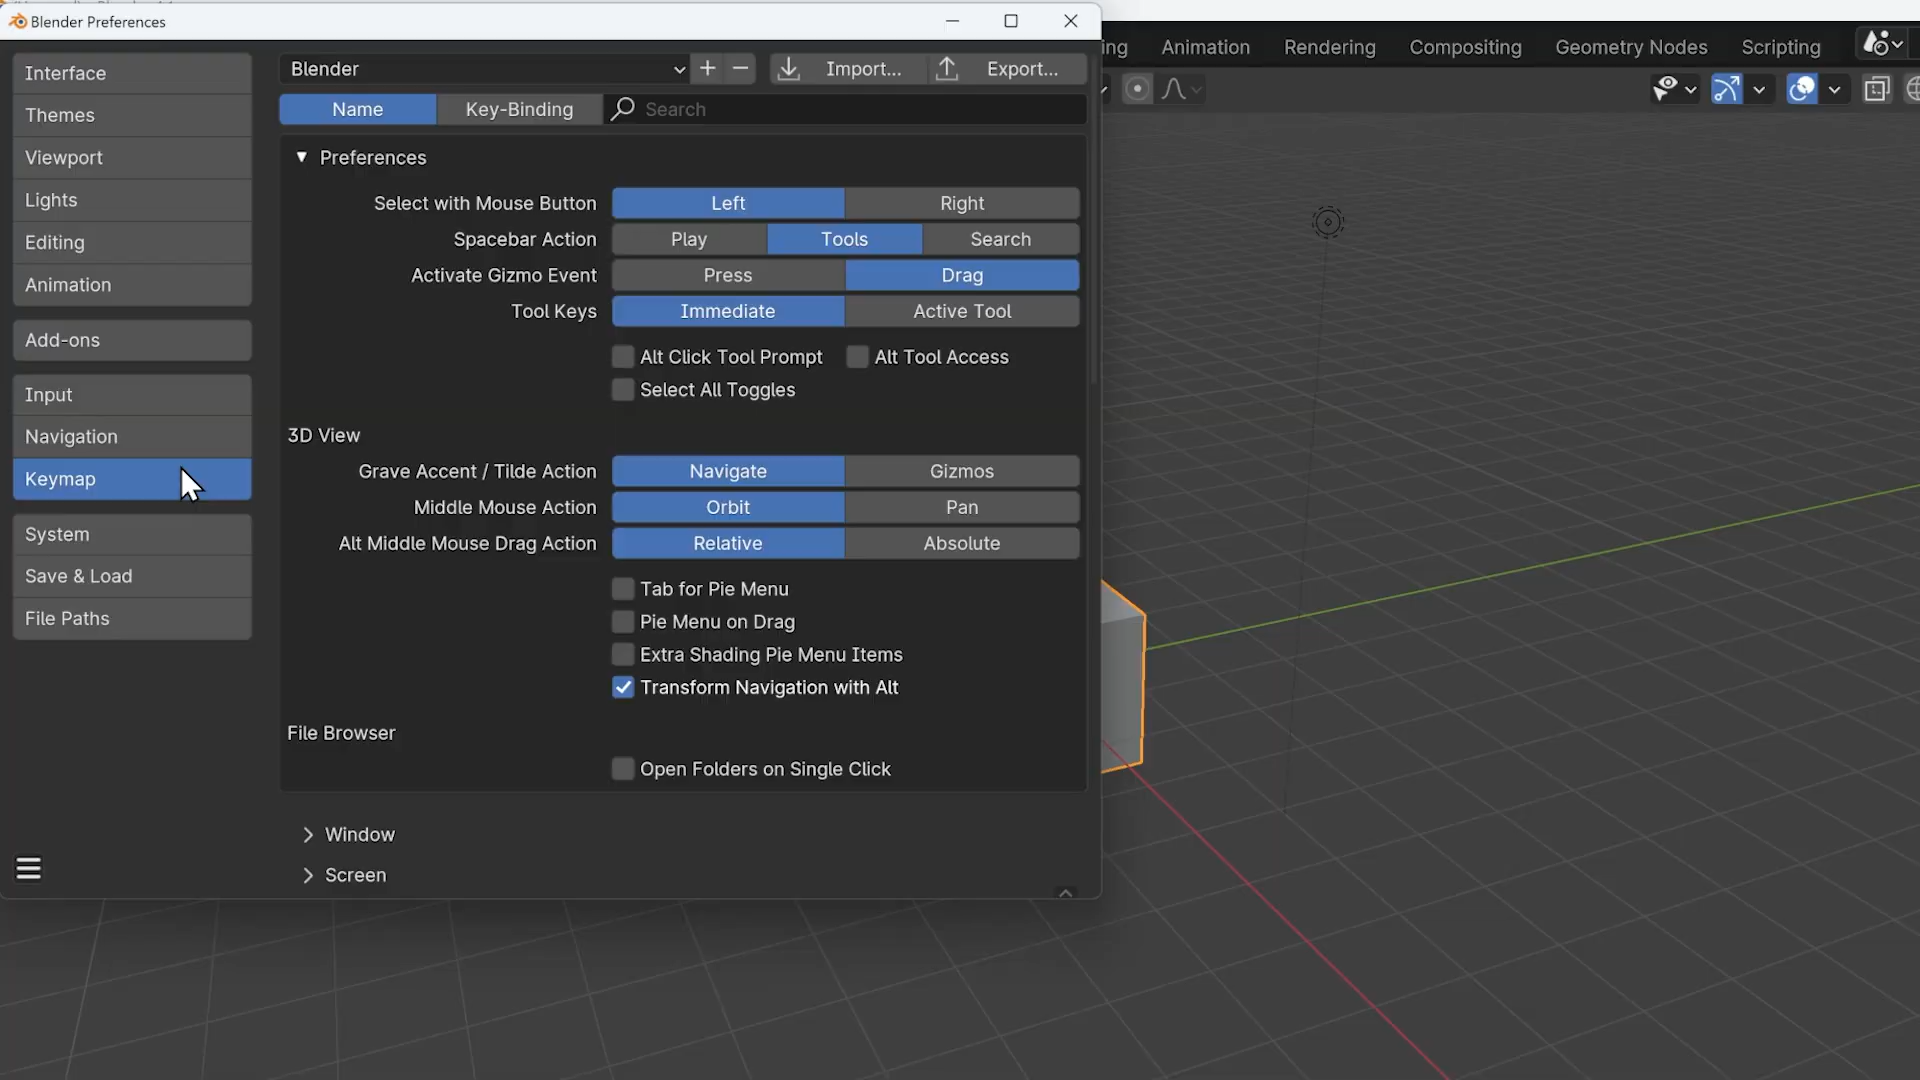 Blender Preferences
Interface
Themes
Viewport
Lights
Editing
Animation
Add-ons
Input
Navigation
Keymap
System
Save & Load
File Paths
Blender
Import...
Export...
Name
Key-Binding
Search
Preferences
Select with Mouse Button
Left
Right
Spacebar Action
Play
Tools
Search
Activate Gizmo Event
Press
Drag
Tool Keys
Immediate
Active Tool
Alt Click Tool Prompt
Alt Tool Access
Select All Toggles
3D View
Grave Accent / Tilde Action
Navigate
Gizmos
Middle Mouse Action
Orbit
Pan
Alt Middle Mouse Drag Action
Relative
Absolute
Tab for Pie Menu
Pie Menu on Drag
Extra Shading Pie Menu Items
Transform Navigation with Alt
File Browser
Open Folders on Single Click
Window
Screen
ing
Animation
Rendering
Compositing
Geometry Nodes
Scripting